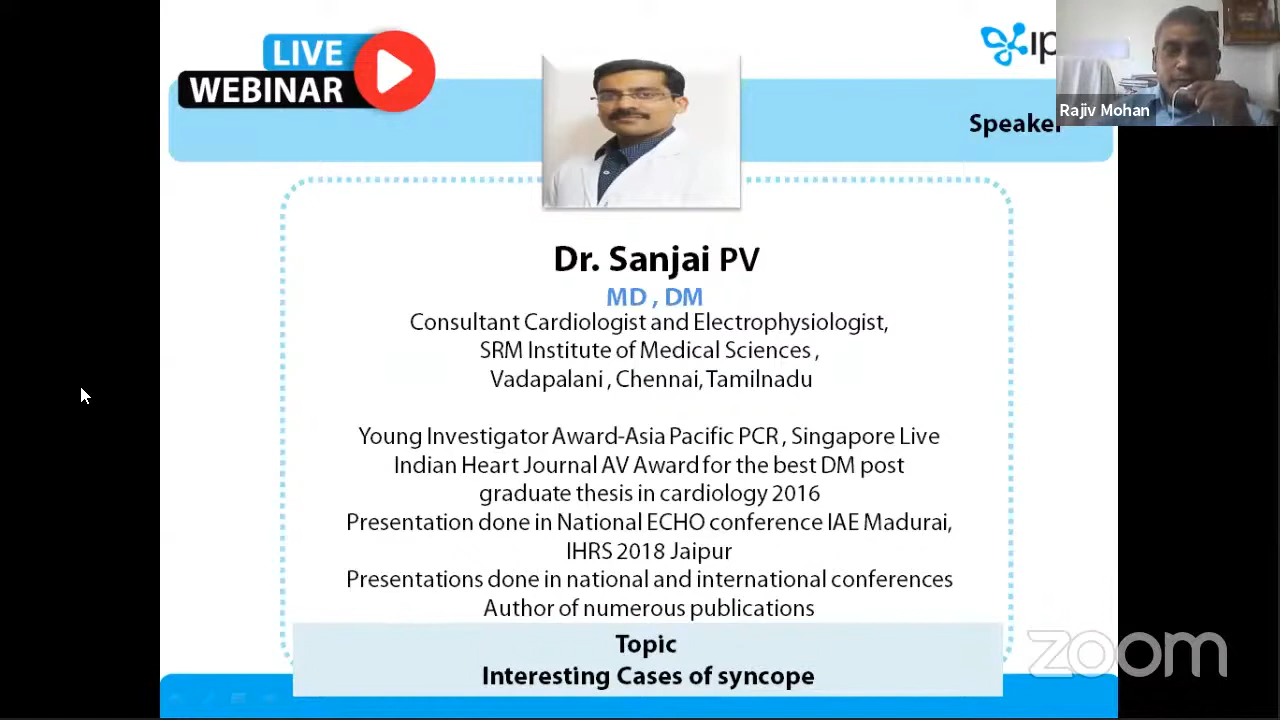 LIVE
WEBINAR
ip
Speaker
Rajiv Mohan
Dr. Sanjai PV
MD , DM
Consultant Cardiologist and Electrophysiologist,
SRM Institute of Medical Sciences ,
Vadapalani , Chennai, Tamilnadu
Young Investigator Award-Asia Pacific PCR , Singapore Live
Indian Heart Journal AV Award for the best DM post
graduate thesis in cardiology 2016
Presentation done in National ECHO conference IAE Madurai,
IHRS 2018 Jaipur
Presentations done in national and international conferences
Author of numerous publications
Topic
Interesting Cases of syncope
zoom